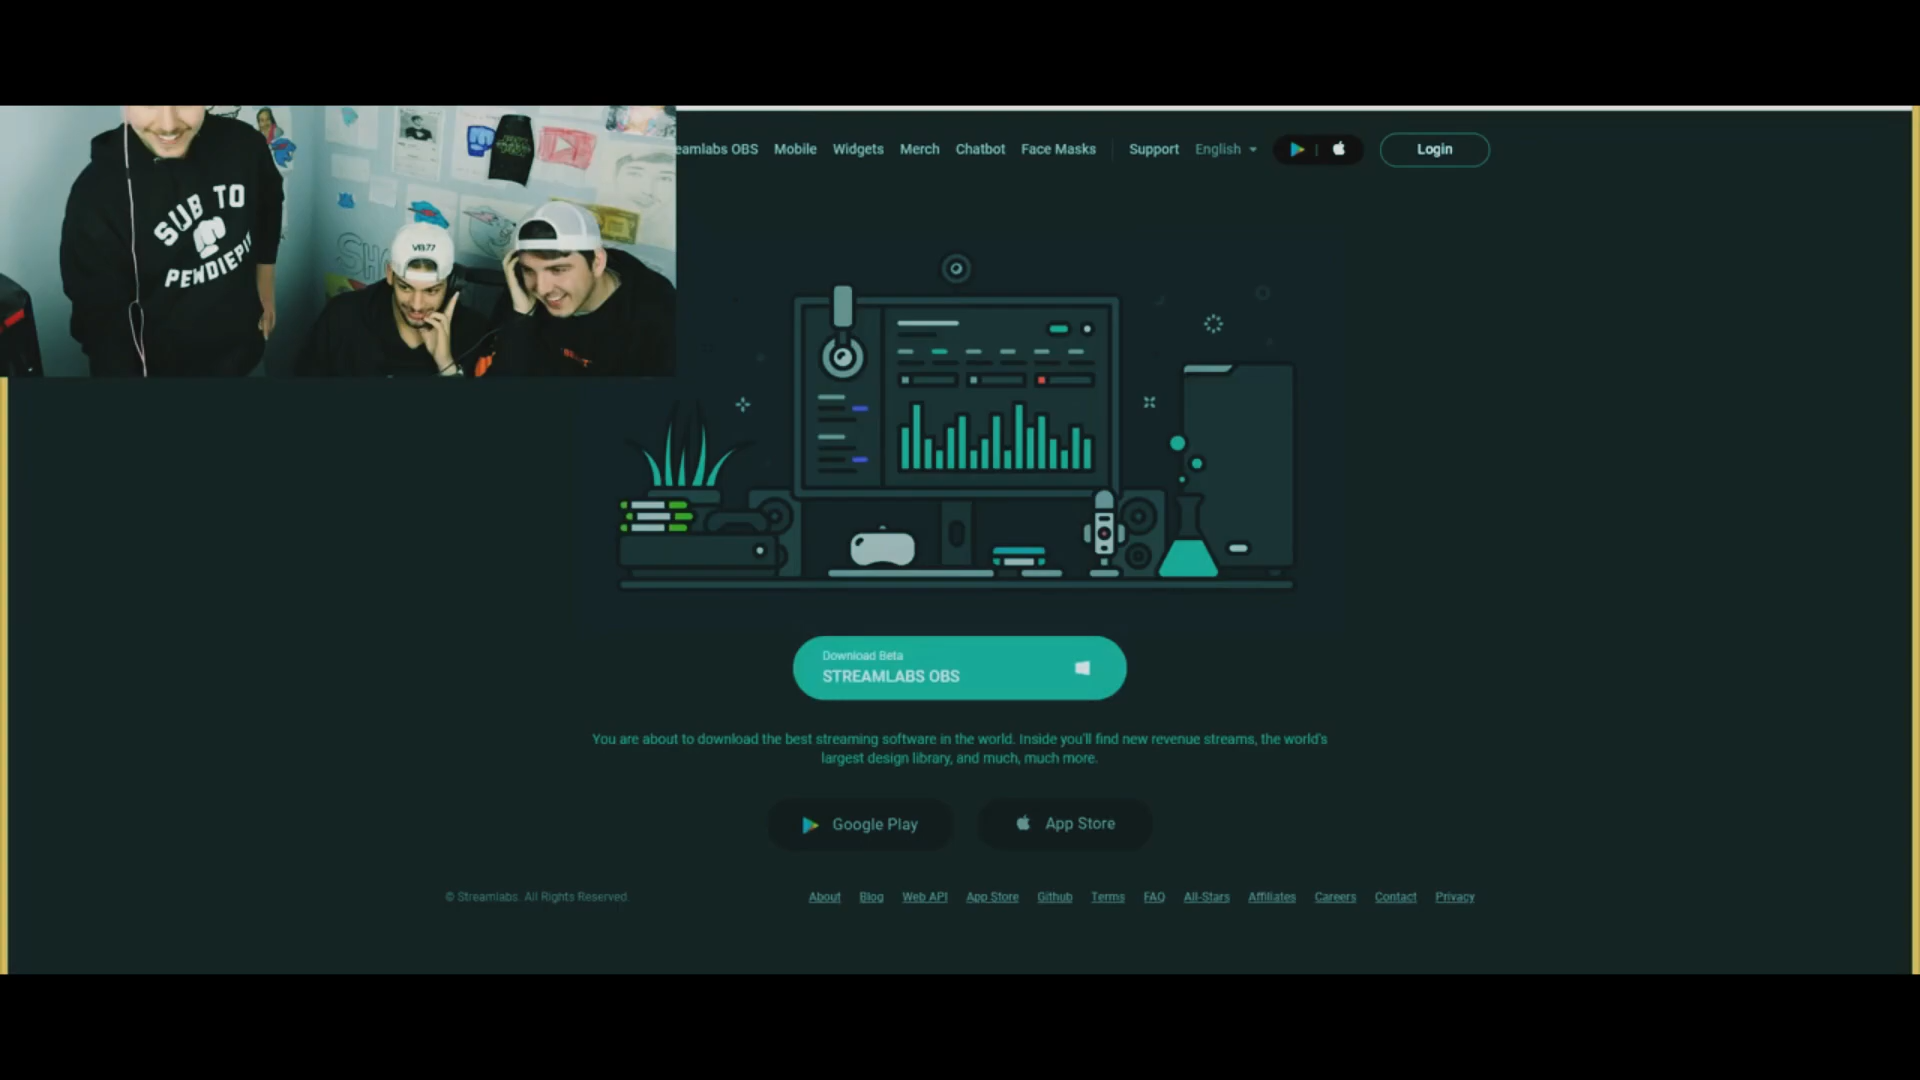 SUB TO
PEWDIEPIE
VB77
eamlabs OBS Mobile Widgets Merch Chatbot Face Masks Support English Login
Download Beta
STREAMLABS OBS
You are about to download the best streaming software in the world. Inside you'll find new revenue streams, the world's
largest design library, and much, much more.
Google Play App Store
© Streamlabs. All Rights Reserved. About Blog Web API App Store Github Terms FAQ All-Stars Affiliates Careers Contact Privacy